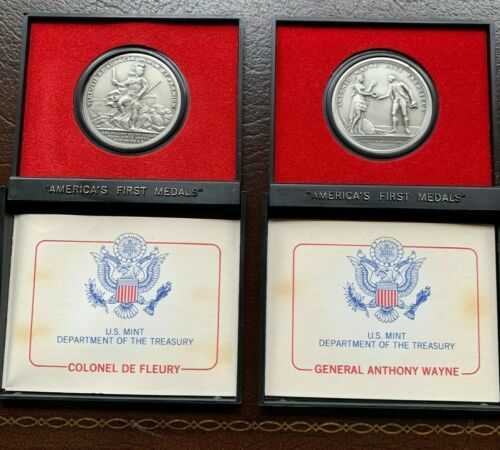 "AMERICA'S FIRST MEDALS"
U.S. MINT
DEPARTMENT OF THE TREASURY
COLONEL DE FLEURY
"AMERICA'S FIRST MEDALS"
U.S. MINT
DEPARTMENT OF THE TREASURY
GENERAL ANTHONY WAYNE